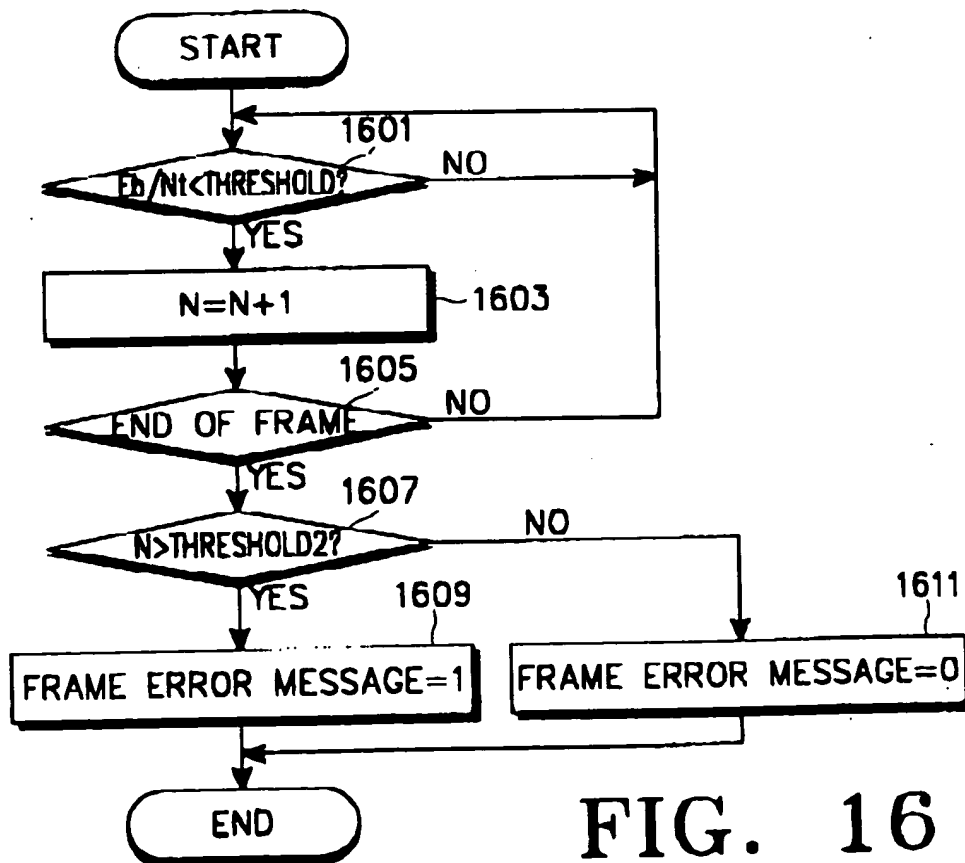 START
1601
Eb/Nt<THRESHOLD?
NO
YES
N=N+1
1603
1605
END OF FRAME
NO
YES
1607
N>THRESHOLD2?
NO
YES
1609
1611
FRAME ERROR MESSAGE=1
FRAME ERROR MESSAGE=0
END
FIG. 16